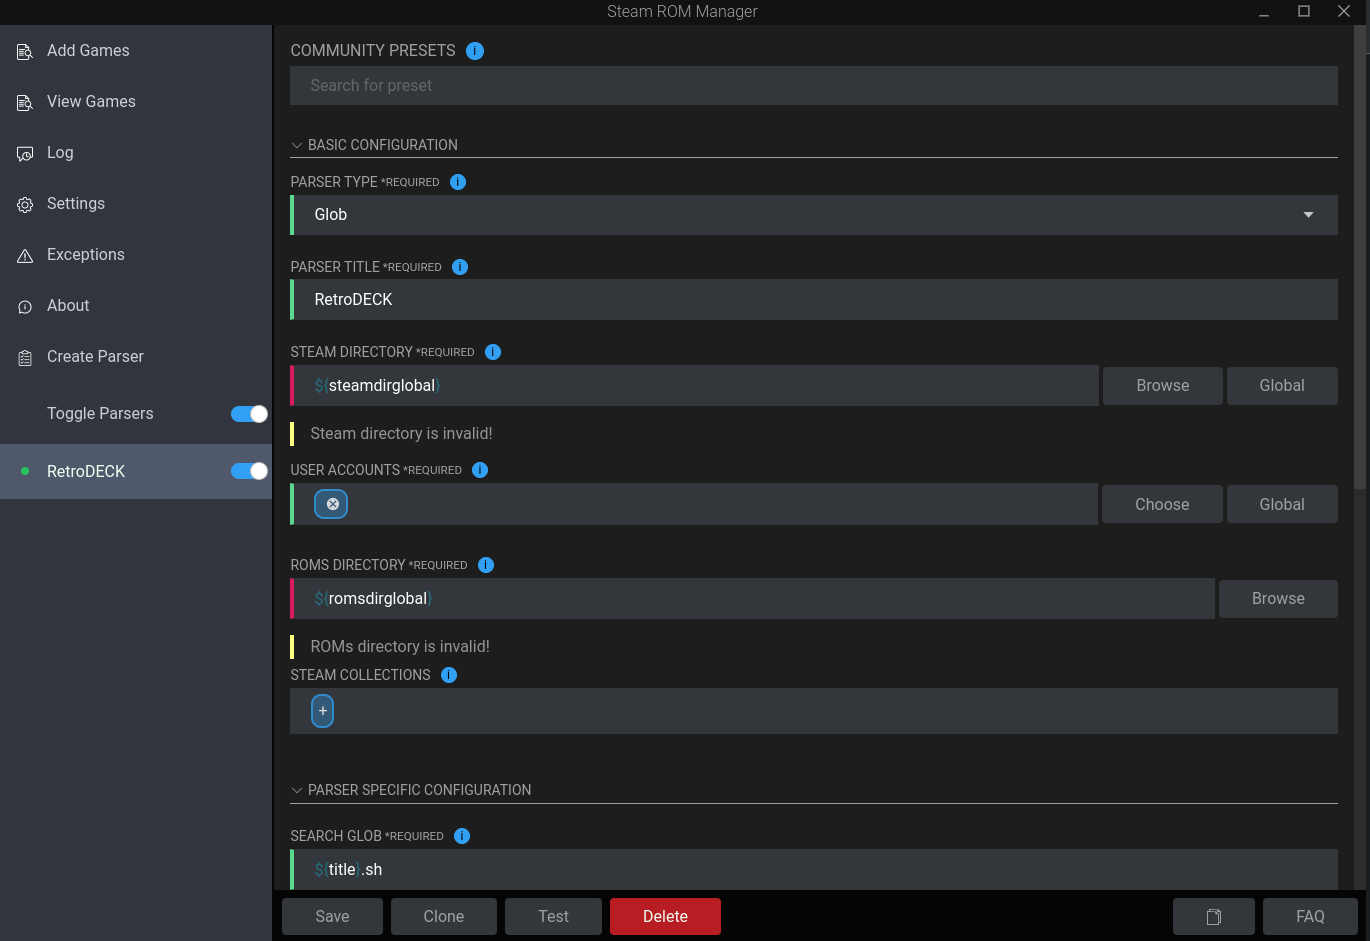 Steam ROM Manager
Add Games
View Games
Log
Settings
Exceptions
About
Create Parser
Toggle Parsers
RetroDECK
COMMUNITY PRESETS
Search for preset
BASIC CONFIGURATION
PARSER TYPE *REQUIRED
Glob
PARSER TITLE *REQUIRED
RetroDECK
STEAM DIRECTORY *REQUIRED
${steamdirglobal} Browse Global
Steam directory is invalid!
USER ACCOUNTS *REQUIRED
Choose Global
ROMS DIRECTORY *REQUIRED
${romsdirglobal} Browse
ROMs directory is invalid!
STEAM COLLECTIONS
+
PARSER SPECIFIC CONFIGURATION
SEARCH GLOB *REQUIRED
${title}.sh
Save Clone Test Delete FAQ